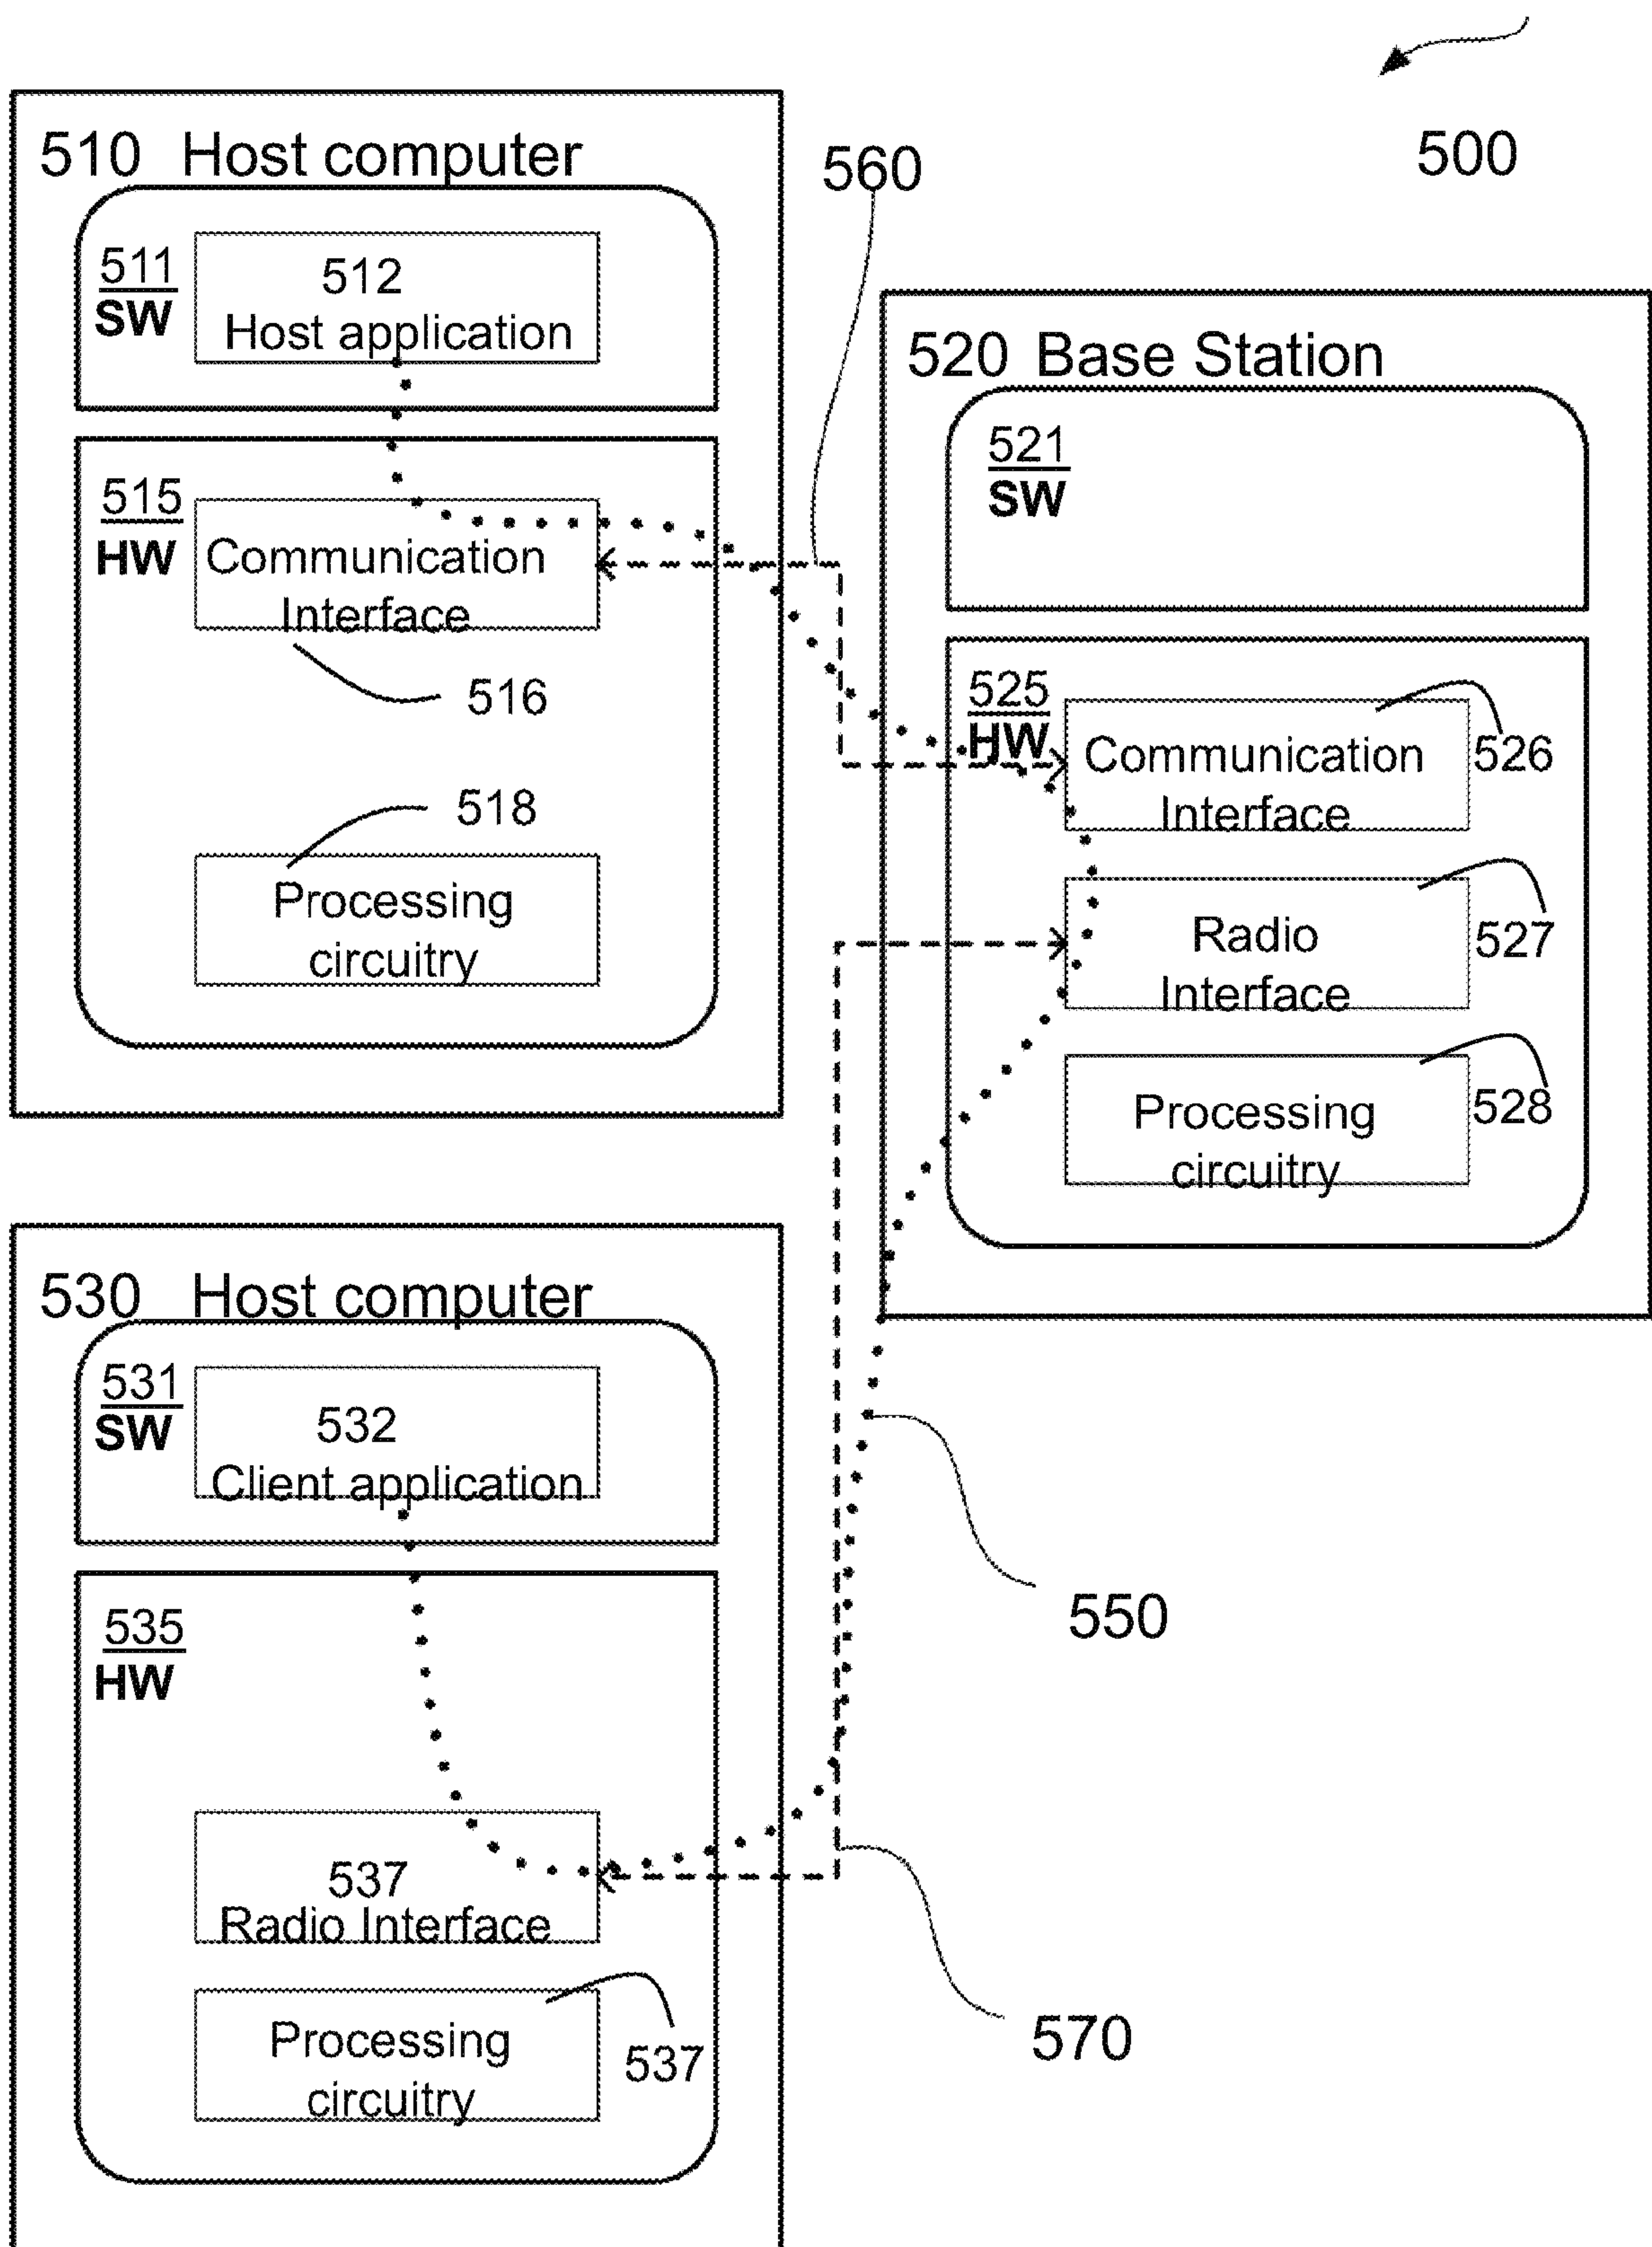 500
510 Host computer
560
511
SW
512
Host application
515
HW
Communication
Interface
516
518
Processing
circuitry
520 Base Station
521
SW
525
HW
Communication
Interface
526
Radio
Interface
527
Processing
circuitry
528
530 Host computer
531
SW
532
Client application
535
HW
537
Radio Interface
Processing
circuitry
537
550
570